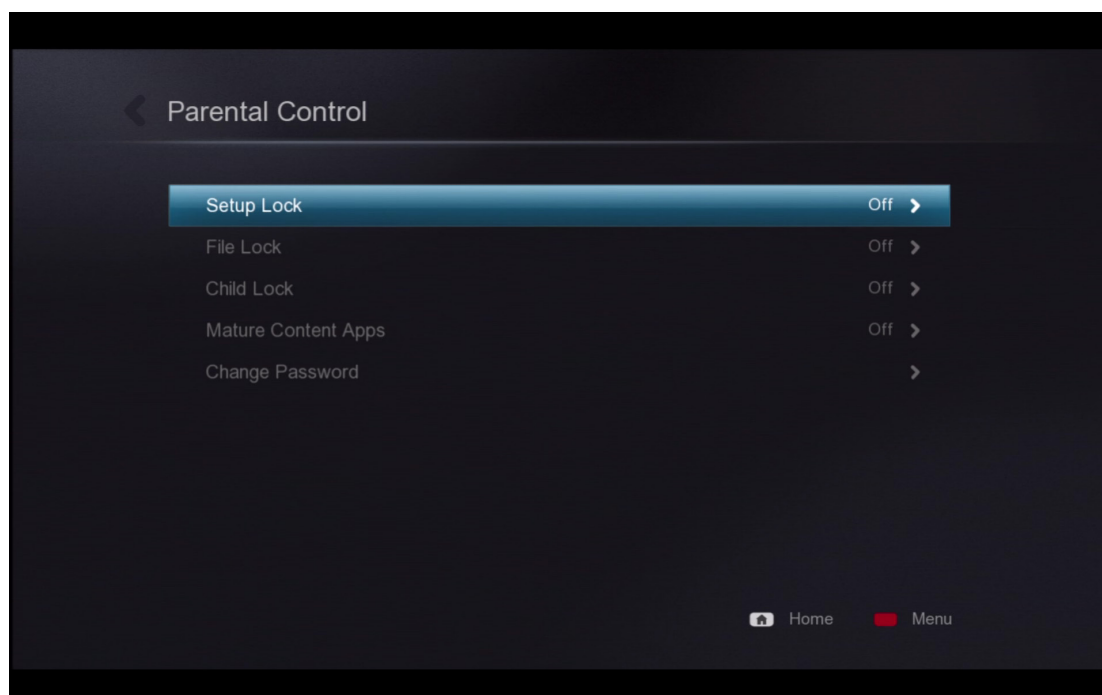 Parental Control
Setup Lock Off
File Lock Off
Child Lock Off
Mature Content Apps Off
Change Password
Home Menu